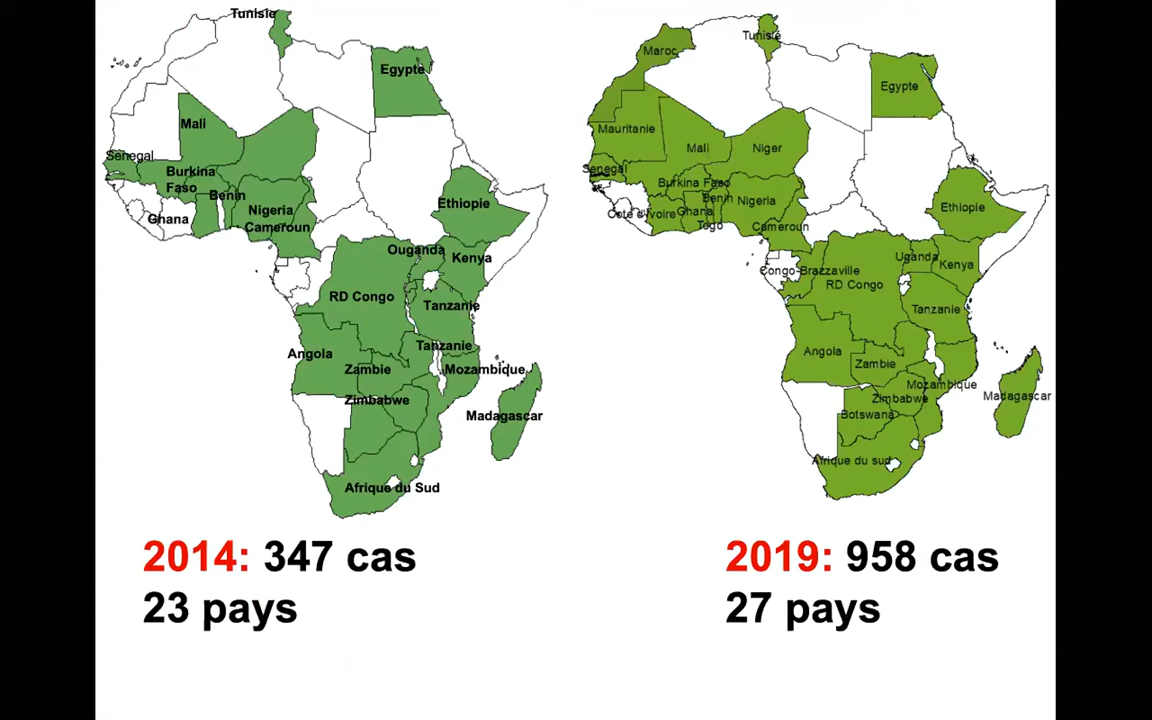 Tunisie
Egypte
Mali
Senegal
Burkina
Faso
Benin
Ghana
Nigeria
Cameroun
Ethiopie
Ouganda
Kenya
RD Congo
Tanzanie
Tanzanie
Angola
Zambie
Mozambique
Zimbabwe
Madagascar
Afrique du Sud
2014: 347 cas
23 pays
Maroc
Tunisie
Egypte
Mauritanie
Mali
Niger
Senegal
Burkina Faso
Benin
Nigeria
Cote d'Ivoire
Ghana
Togo
Cameroun
Ethiopie
Uganda
Kenya
Congo-Brazzaville
RD Congo
Tanzanie
Angola
Zambie
Mozambique
Zimbabwe
Botswana
Madagascar
Afrique du sud
2019: 958 cas
27 pays